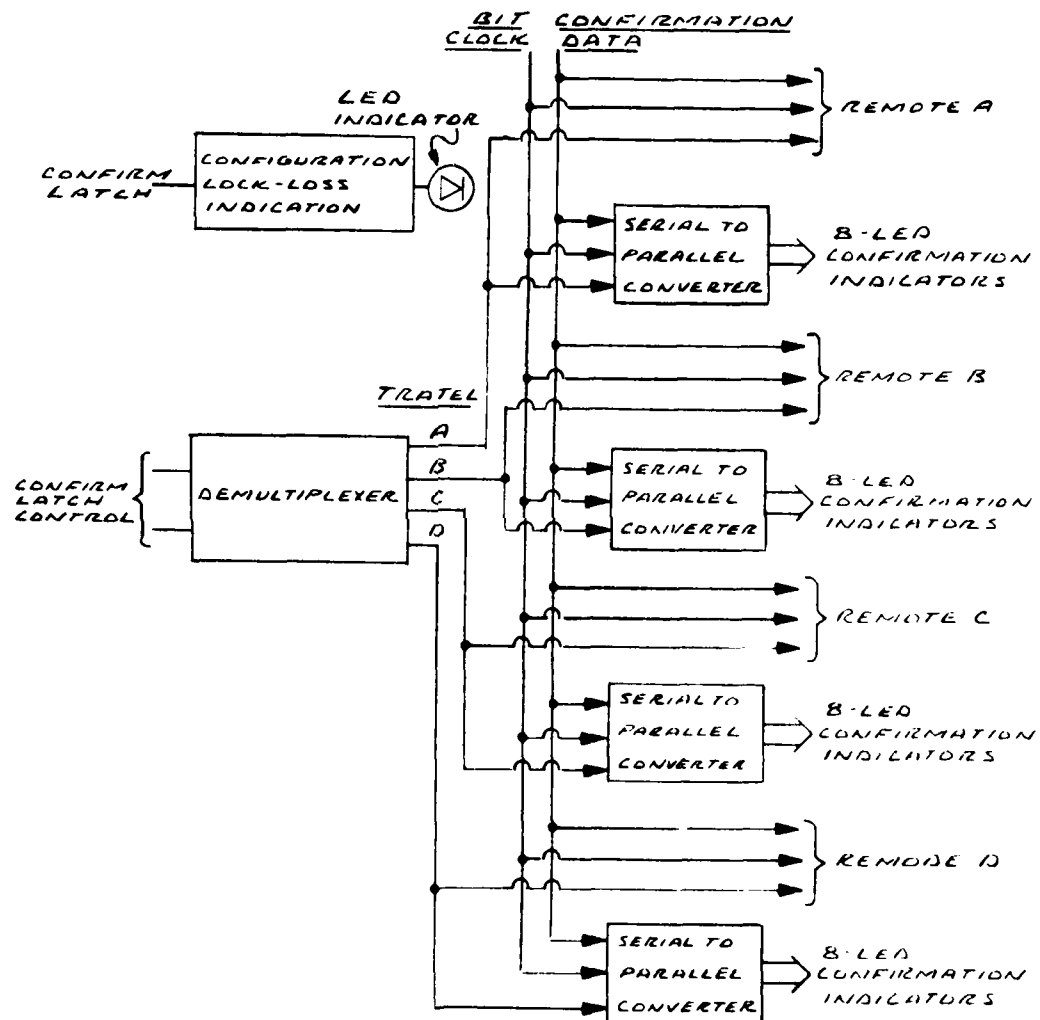 BIT CLOCK
CONFIRMATION DATA
REMOTE A
LED INDICATOR
CONFIRM LATCH
CONFIGURATION
LOCK-LOSS
INDICATION
SERIAL TO
PARALLEL
CONVERTER
8-LED
CONFIRMATION
INDICATORS
REMOTE B
TRATEL
A
B
C
D
CONFIRM
LATCH
CONTROL
DEMULTIPLEXER
SERIAL TO
PARALLEL
CONVERTER
8-LED
CONFIRMATION
INDICATORS
REMOTE C
SERIAL TO
PARALLEL
CONVERTER
8-LED
CONFIRMATION
INDICATORS
REMODE D
SERIAL TO
PARALLEL
CONVERTER
8-LED
CONFIRMATION
INDICATORS